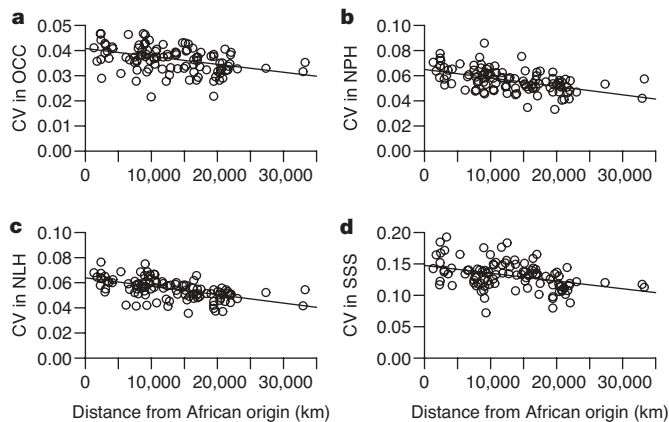 a
CV in OCC
0.05
0.04
0.03
0.02
0.01
0.00
0 10,000 20,000 30,000
b
CV in NPH
0.10
0.08
0.06
0.04
0.02
0.00
0 10,000 20,000 30,000
c
CV in NLH
0.10
0.08
0.06
0.04
0.02
0.00
0 10,000 20,000 30,000
Distance from African origin (km)
d
CV in SSS
0.20
0.15
0.10
0.05
0.00
0 10,000 20,000 30,000
Distance from African origin (km)